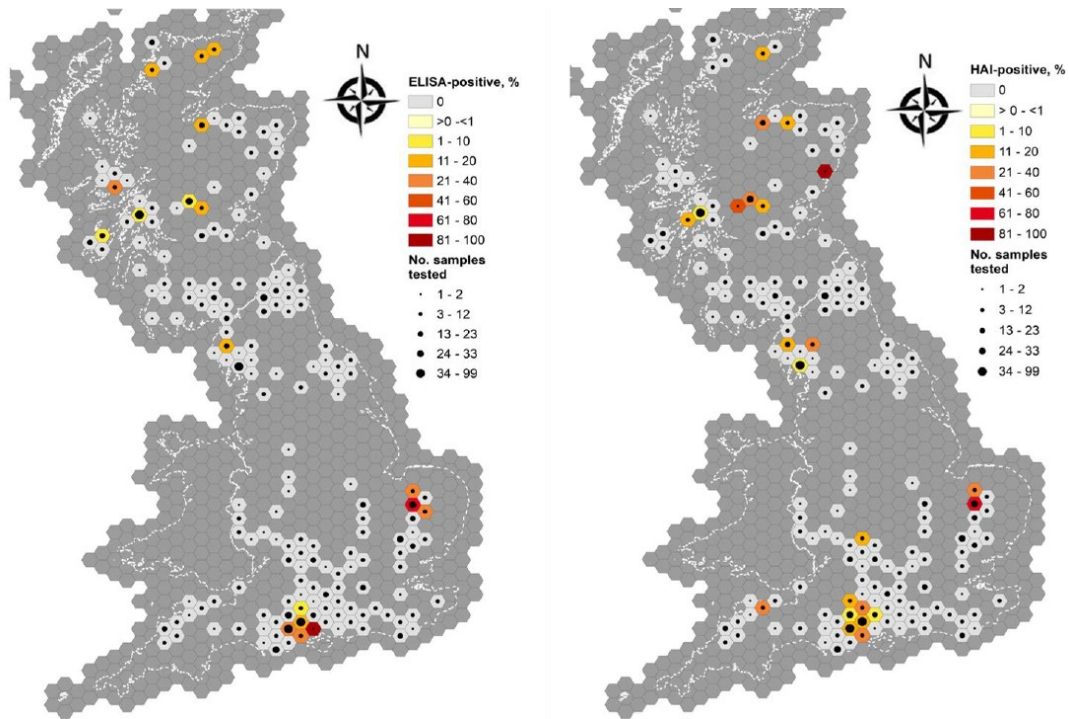 N
ELISA-positive, %
0
>0 - <1
1 - 10
11 - 20
21 - 40
41 - 60
61 - 80
81 - 100
No. samples
tested
1 - 2
3 - 12
13 - 23
24 - 33
34 - 99
N
HAI-positive, %
0
>0 - <1
1 - 10
11 - 20
21 - 40
41 - 60
61 - 80
81 - 100
No. samples
tested
1 - 2
3 - 12
13 - 23
24 - 33
34 - 99